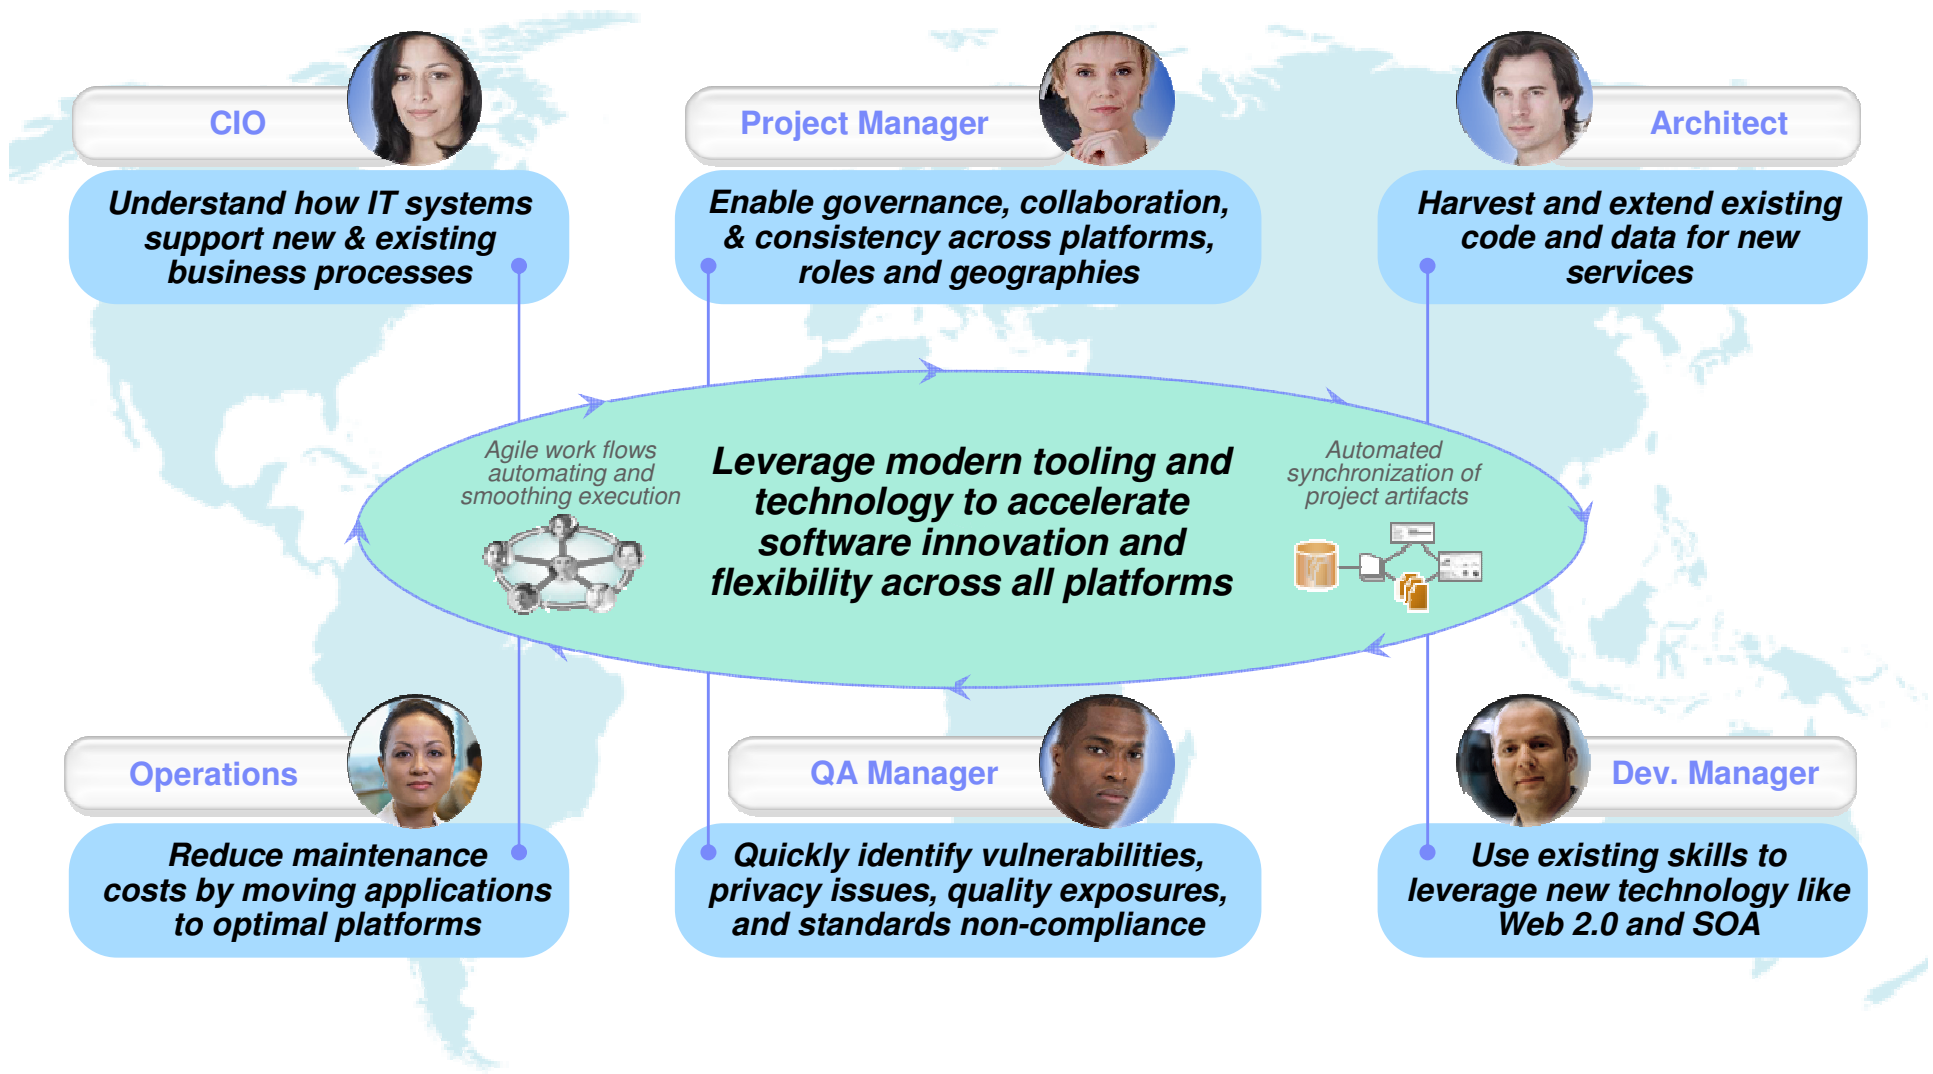 CIO
Project Manager
Architect
Understand how IT systems
support new & existing
business processes
Enable governance, collaboration,
& consistency across platforms,
roles and geographies
Harvest and extend existing
code and data for new
services
Agile work flows
automating and
smoothing execution
Leverage modern tooling and
technology to accelerate
software innovation and
flexibility across all platforms
Automated
synchronization of
project artifacts
Operations
QA Manager
Dev. Manager
Reduce maintenance
costs by moving applications
to optimal platforms
Quickly identify vulnerabilities,
privacy issues, quality exposures,
and standards non-compliance
Use existing skills to
leverage new technology like
Web 2.0 and SOA